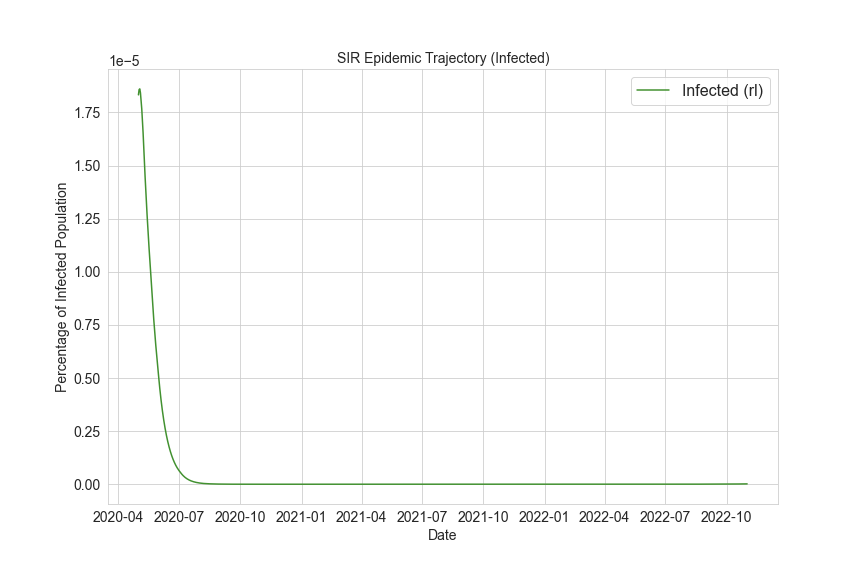 SIR Epidemic Trajectory (Infected)
1e−5
Infected (rI)
1.75
1.50
1.25
1.00
0.75
0.50
0.25
0.00
Percentage of Infected Population
2020-04 2020-07 2020-10 2021-01 2021-04 2021-07 2021-10 2022-01 2022-04 2022-07 2022-10
Date